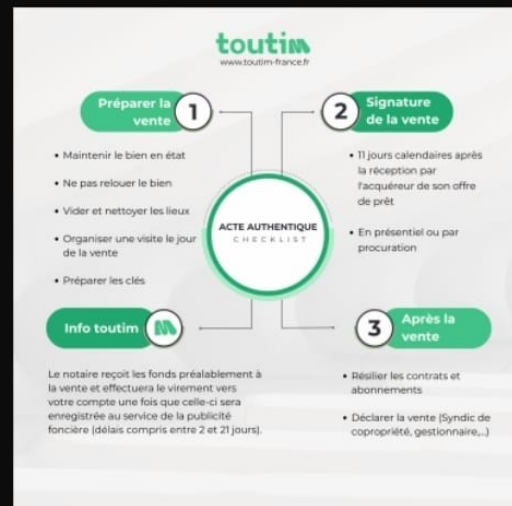 toutim
www.toutim-france.fr
Préparer la
vente
1
• Maintenir le bien en état
• Ne pas relouer le bien
• Vider et nettoyer les lieux
• Organiser une visite le jour
de la vente
• Préparer les clés
2
Signature
de la vente
• 11 jours calendaires après
la réception par
l'acquéreur de son offre
de prêt
• En présentiel ou par
procuration
ACTE AUTHENTIQUE
CHECKLIST
Info toutim
Le notaire reçoit les fonds préalablement à
la vente et effectuera le virement vers
votre compte une fois que celle-ci sera
enregistrée au service de la publicité
foncière (délais compris entre 2 et 21 jours).
3
Après la
vente
• Résilier les contrats et
abonnements
• Déclarer la vente (Syndic de
copropriété, gestionnaire,...)